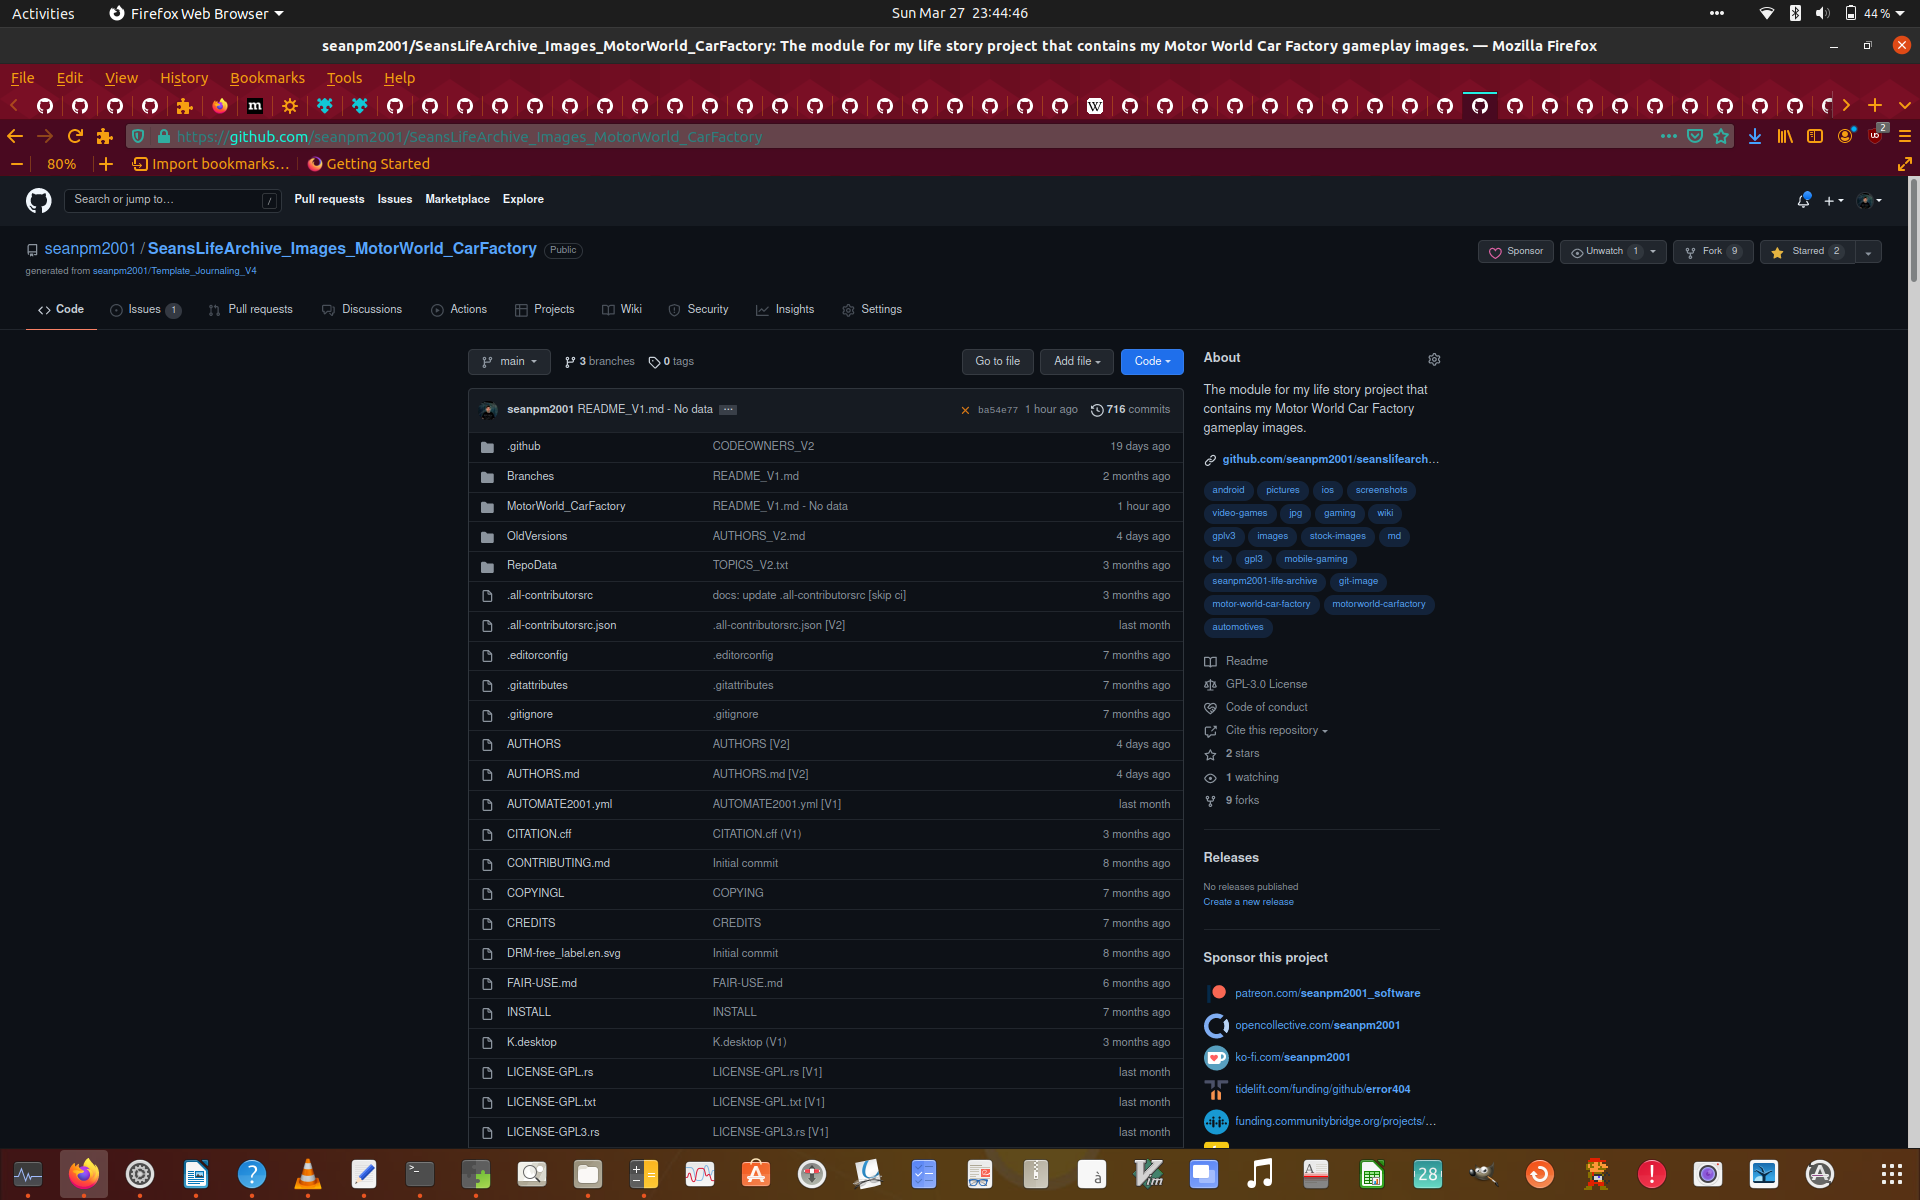 Activities Firefox Web Browser Sun Mar 27 23:44:46 44 %
seanpm2001/SeansLifeArchive_Images_MotorWorld_CarFactory: The module for my life story project that contains my Motor World Car Factory gameplay images. — Mozilla Firefox
File Edit View History Bookmarks Tools Help
https://github.com/seanpm2001/SeansLifeArchive_Images_MotorWorld_CarFactory 2
80% Import bookmarks... Getting Started
Search or jump to... / Pull requests Issues Marketplace Explore
seanpm2001 / SeansLifeArchive_Images_MotorWorld_CarFactory Public
Sponsor Unwatch 1 Fork 9 Starred 2
generated from seanpm2001/Template_Journaling_V4
Code Issues 1 Pull requests Discussions Actions Projects Wiki Security Insights Settings
main 3 branches 0 tags Go to file Add file Code
seanpm2001 README_V1.md - No data ba54e77 1 hour ago 716 commits
.github CODEOWNERS_V2 19 days ago
Branches README_V1.md 2 months ago
MotorWorld_CarFactory README_V1.md - No data 1 hour ago
OldVersions AUTHORS_V2.md 4 days ago
RepoData TOPICS_V2.txt 3 months ago
.all-contributorsrc docs: update .all-contributorsrc [skip ci] 3 months ago
.all-contributorsrc.json .all-contributorsrc.json [V2] last month
.editorconfig .editorconfig 7 months ago
.gitattributes .gitattributes 7 months ago
.gitignore .gitignore 7 months ago
AUTHORS AUTHORS [V2] 4 days ago
AUTHORS.md AUTHORS.md [V2] 4 days ago
AUTOMATE2001.yml AUTOMATE2001.yml [V1] last month
CITATION.cff CITATION.cff (V1) 3 months ago
CONTRIBUTING.md Initial commit 8 months ago
COPYINGL COPYING 7 months ago
CREDITS CREDITS 7 months ago
DRM-free_label.en.svg Initial commit 8 months ago
FAIR-USE.md FAIR-USE.md 6 months ago
INSTALL INSTALL 7 months ago
K.desktop K.desktop (V1) 3 months ago
LICENSE-GPL.rs LICENSE-GPL.rs [V1] last month
LICENSE-GPL.txt LICENSE-GPL.txt [V1] last month
LICENSE-GPL3.rs LICENSE-GPL3.rs [V1] last month
About
The module for my life story project that
contains my Motor World Car Factory
gameplay images.
github.com/seanpm2001/seanslifearch...
android pictures ios screenshots
video-games jpg gaming wiki
gplv3 images stock-images md
txt gpl3 mobile-gaming
seanpm2001-life-archive git-image
motor-world-car-factory motorworld-carfactory
automotives
Readme
GPL-3.0 License
Code of conduct
Cite this repository
2 stars
1 watching
9 forks
Releases
No releases published
Create a new release
Sponsor this project
patreon.com/seanpm2001_software
opencollective.com/seanpm2001
ko-fi.com/seanpm2001
tidelift.com/funding/github/error404
funding.communitybridge.org/projects/...
28